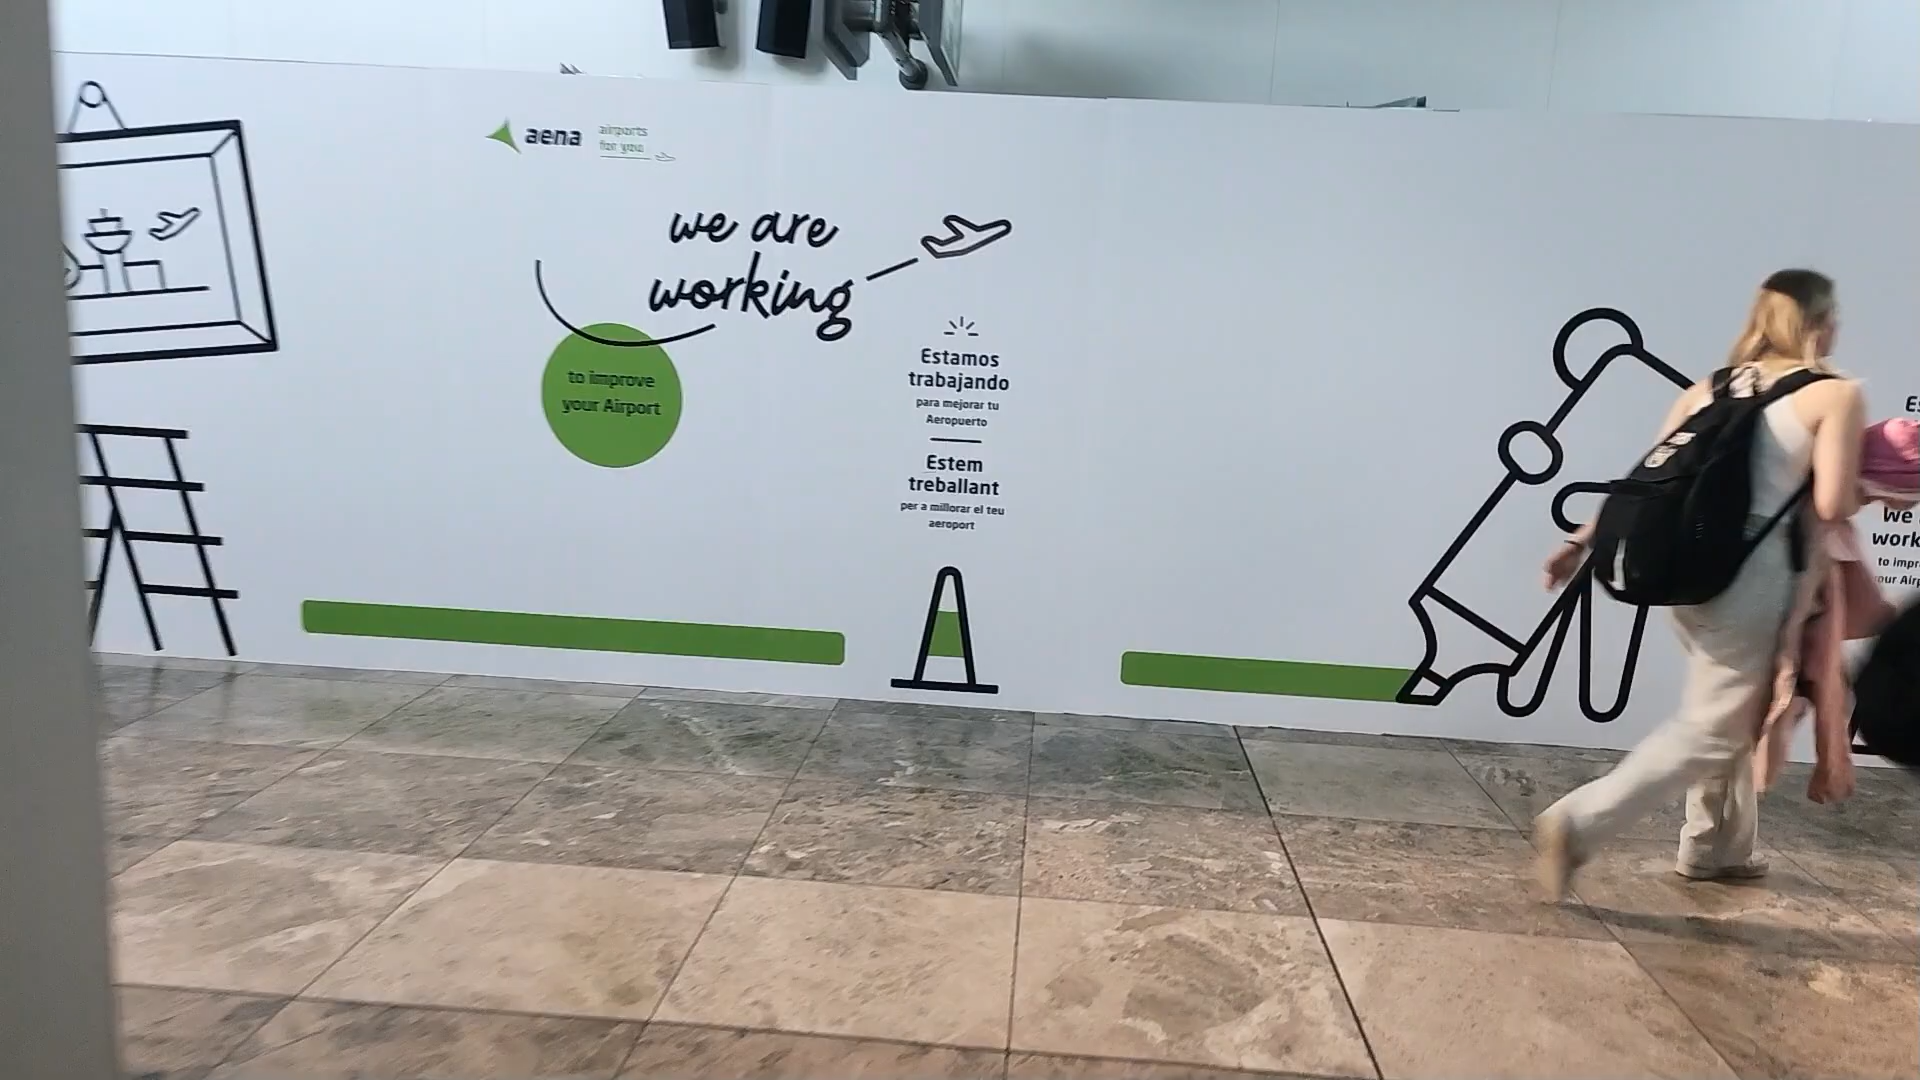 aena
airports
for you
we are
working
to improve
your Airport
Estamos
trabajando
para mejorar tu
Aeropuerto
Estem
treballant
per a millorar el teu
aeroport
we
to